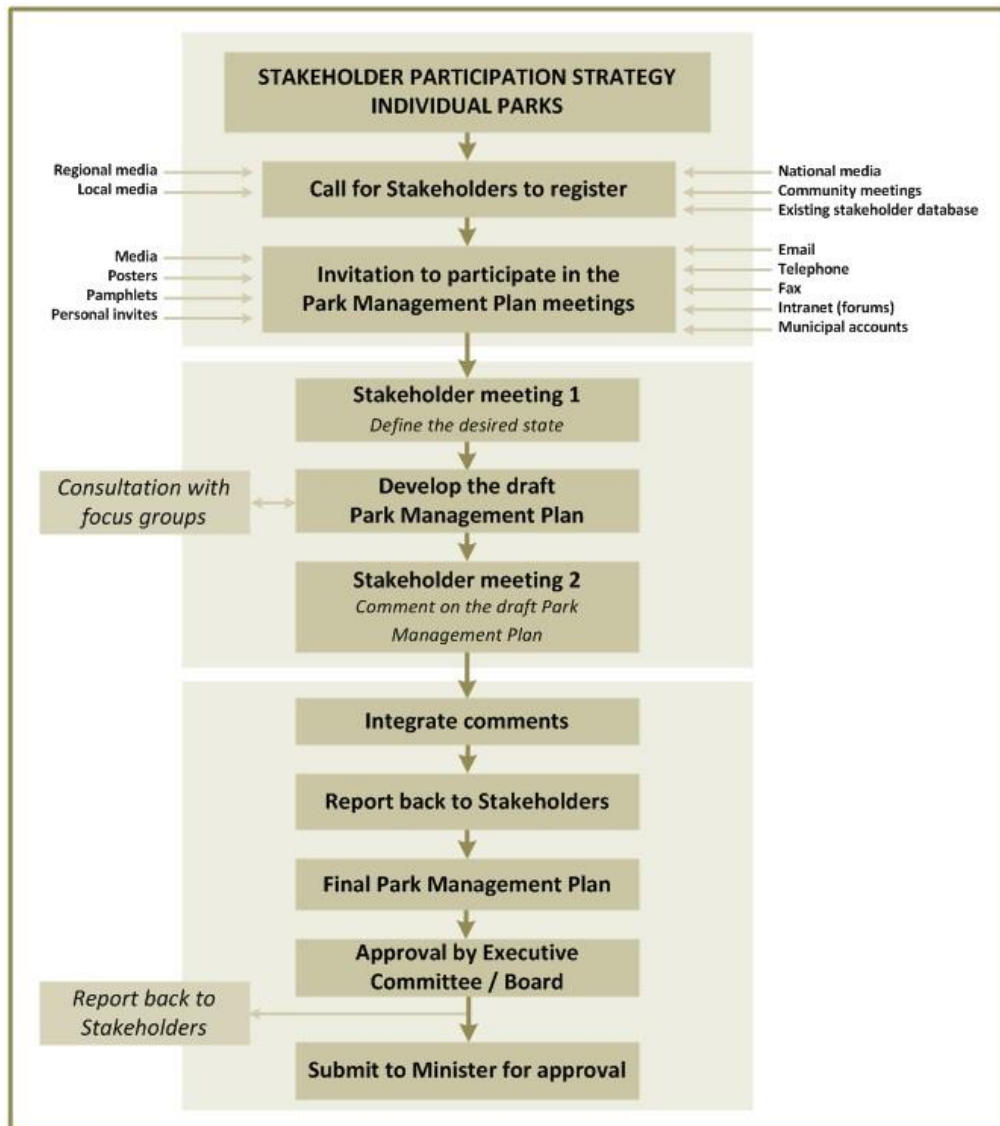 STAKEHOLDER PARTICIPATION STRATEGY
INDIVIDUAL PARKS
Regional media
Local media
Call for Stakeholders to register
National media
Community meetings
Existing stakeholder database
Media
Posters
Pamphlets
Personal invites
Invitation to participate in the
Park Management Plan meetings
Email
Telephone
Fax
Intranet (forums)
Municipal accounts
Stakeholder meeting 1
Define the desired state
Consultation with
focus groups
Develop the draft
Park Management Plan
Stakeholder meeting 2
Comment on the draft Park
Management Plan
Integrate comments
Report back to Stakeholders
Final Park Management Plan
Approval by Executive
Committee / Board
Report back to
Stakeholders
Submit to Minister for approval